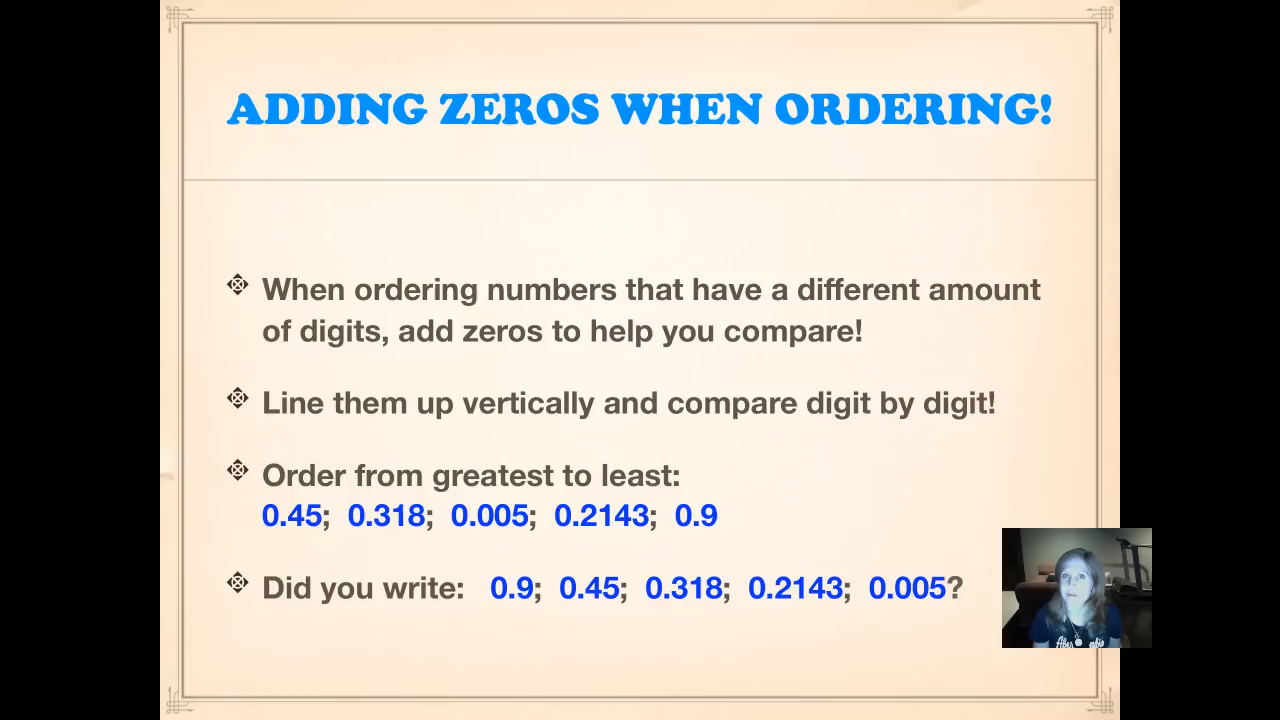 ADDING ZEROS WHEN ORDERING!
When ordering numbers that have a different amount
of digits, add zeros to help you compare!
Line them up vertically and compare digit by digit!
Order from greatest to least:
0.45; 0.318; 0.005; 0.2143; 0.9
Did you write: 0.9; 0.45; 0.318; 0.2143; 0.005?